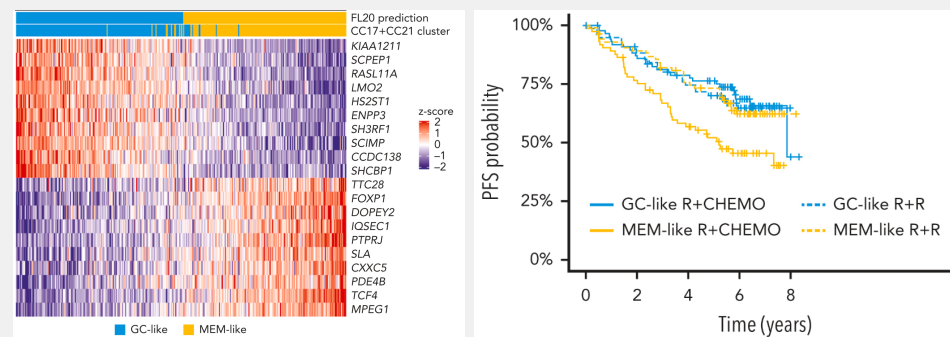 FL20 prediction
CC17+CC21 cluster
KIAA1211
SCPEP1
RASL11A
LMO2
HS2ST1
ENPP3
SH3RF1
SCIMP
CCDC138
SHCBP1
TTC28
FOXP1
DOPEY2
IQSEC1
PTPRJ
SLA
CXXC5
PDE4B
TCF4
MPEG1
z-score
2
1
0
−1
−2
GC-like MEM-like
PFS probability
100%
75%
50%
25%
0%
GC-like R+CHEMO GC-like R+R
MEM-like R+CHEMO MEM-like R+R
0 2 4 6 8
Time (years)